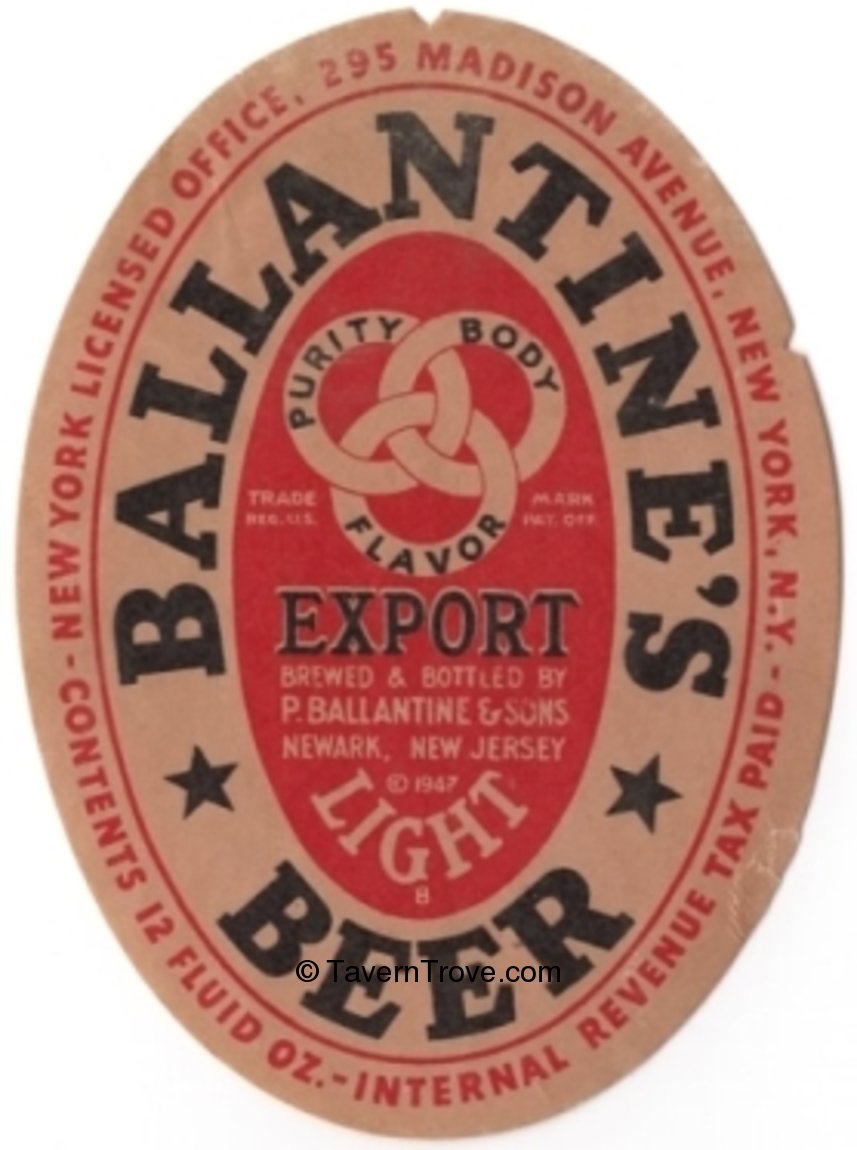 NEW YORK LICENSED OFFICE, 295 MADISON AVENUE, NEW YORK, N.Y. - PAID
BALLANTINE'S
PURITY BODY
FLAVOR
TRADE MARK
REG. U.S. PAT. OFF.
EXPORT
BREWED & BOTTLED BY
P. BALLANTINE & SONS
NEWARK, NEW JERSEY
© 1947
LIGHT
8
BEER
© TavernTrove.com
CONTENTS 12 FLUID OZ. - INTERNAL REVENUE TAX PAID -